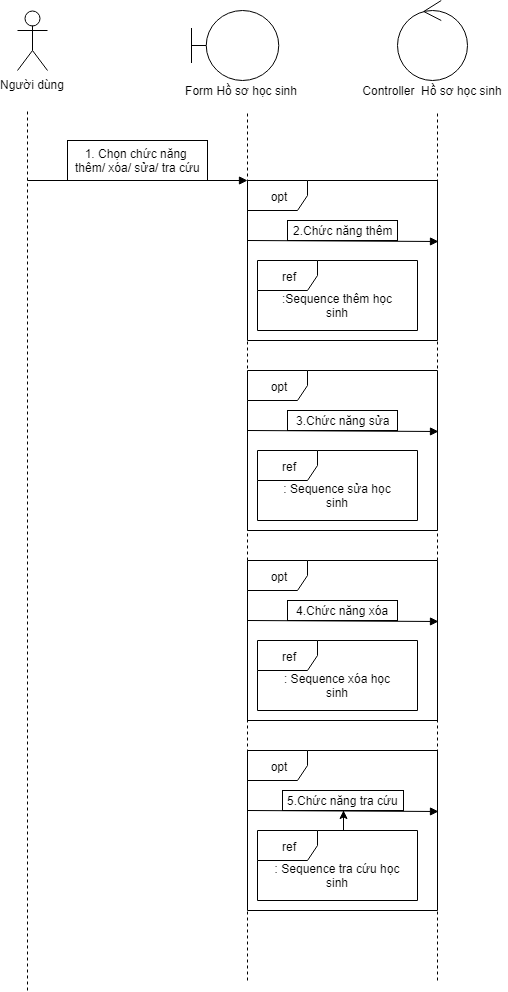 Người dùng
Form Hồ sơ học sinh
Controller Hồ sơ học sinh
1. Chọn chức năng
thêm/ xóa/ sửa/ tra cứu
opt
2.Chức năng thêm
ref
:Sequence thêm học
sinh
opt
3.Chức năng sửa
ref
: Sequence sửa học
sinh
opt
4.Chức năng xóa
ref
: Sequence xóa học
sinh
opt
5.Chức năng tra cứu
ref
: Sequence tra cứu học
sinh